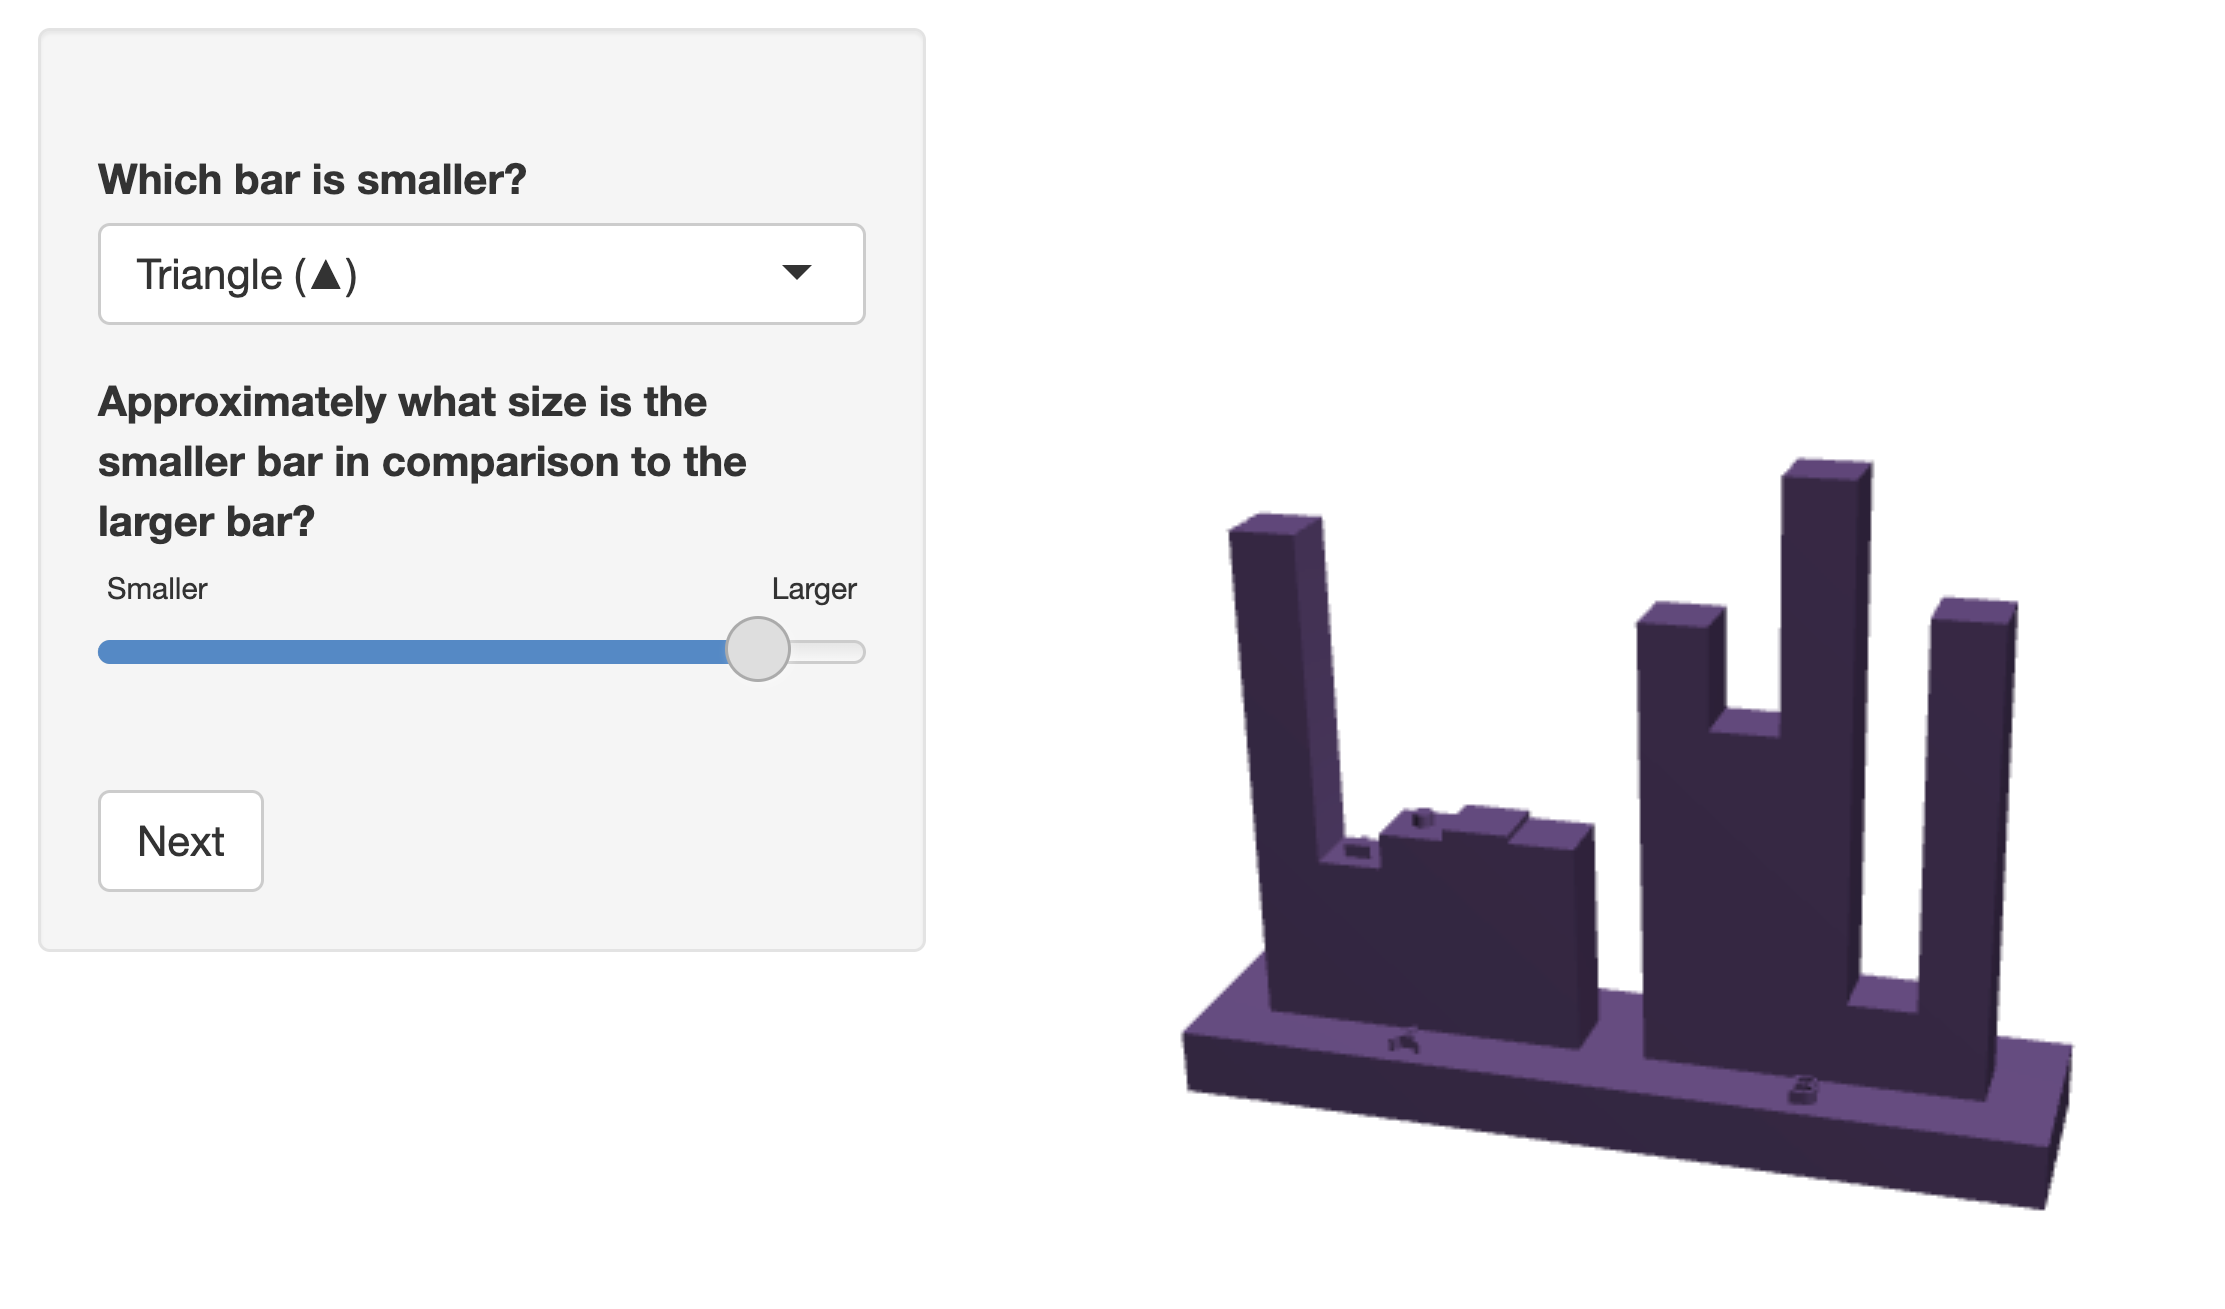 Which bar is smaller?
Triangle (▲)
Approximately what size is the
smaller bar in comparison to the
larger bar?
Smaller Larger
Next